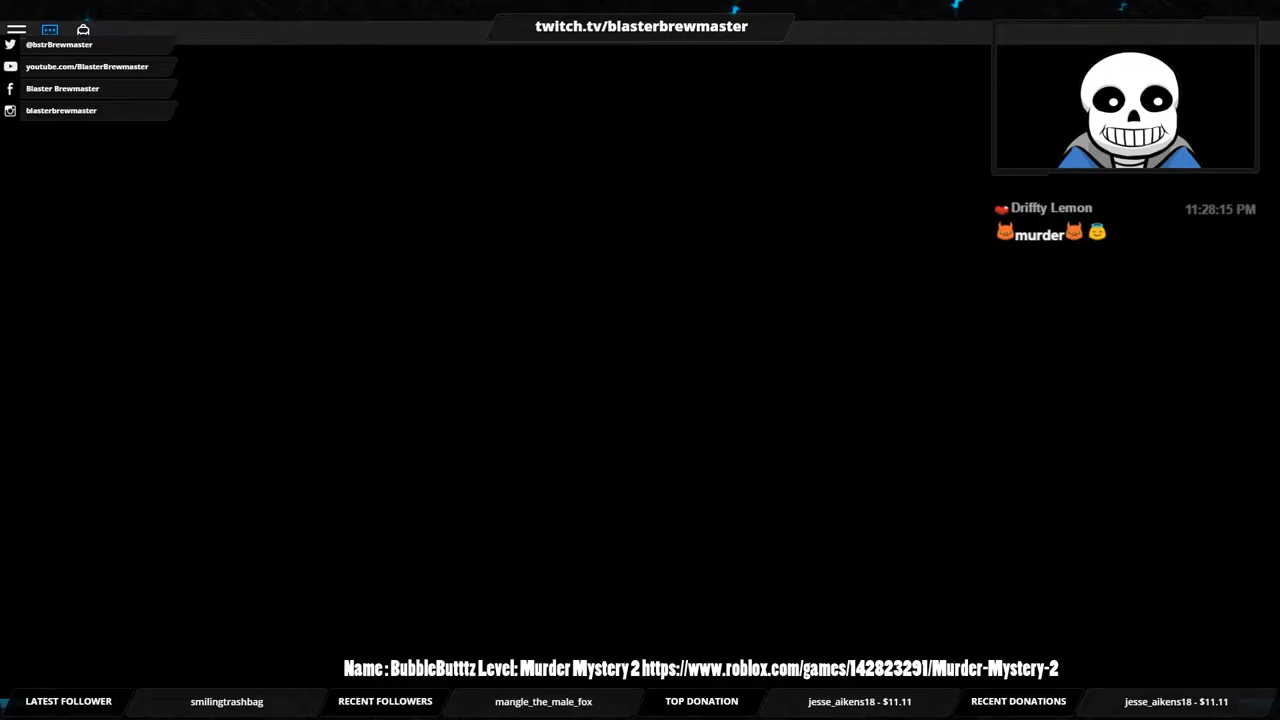 twitch.tv/blasterbrewmaster
@bstrBrewmaster
youtube.com/BlasterBrewmaster
Blaster Brewmaster
blasterbrewmaster
Driffty Lemon 11:28:15 PM
murder
Name : BubbleButttz Level: Murder Mystery 2 https://www.roblox.com/games/142823291/Murder-Mystery-2
LATEST FOLLOWER smilingtrashbag RECENT FOLLOWERS mangle_the_male_fox TOP DONATION jesse_aikens18 - $11.11 RECENT DONATIONS jesse_aikens18 - $11.11